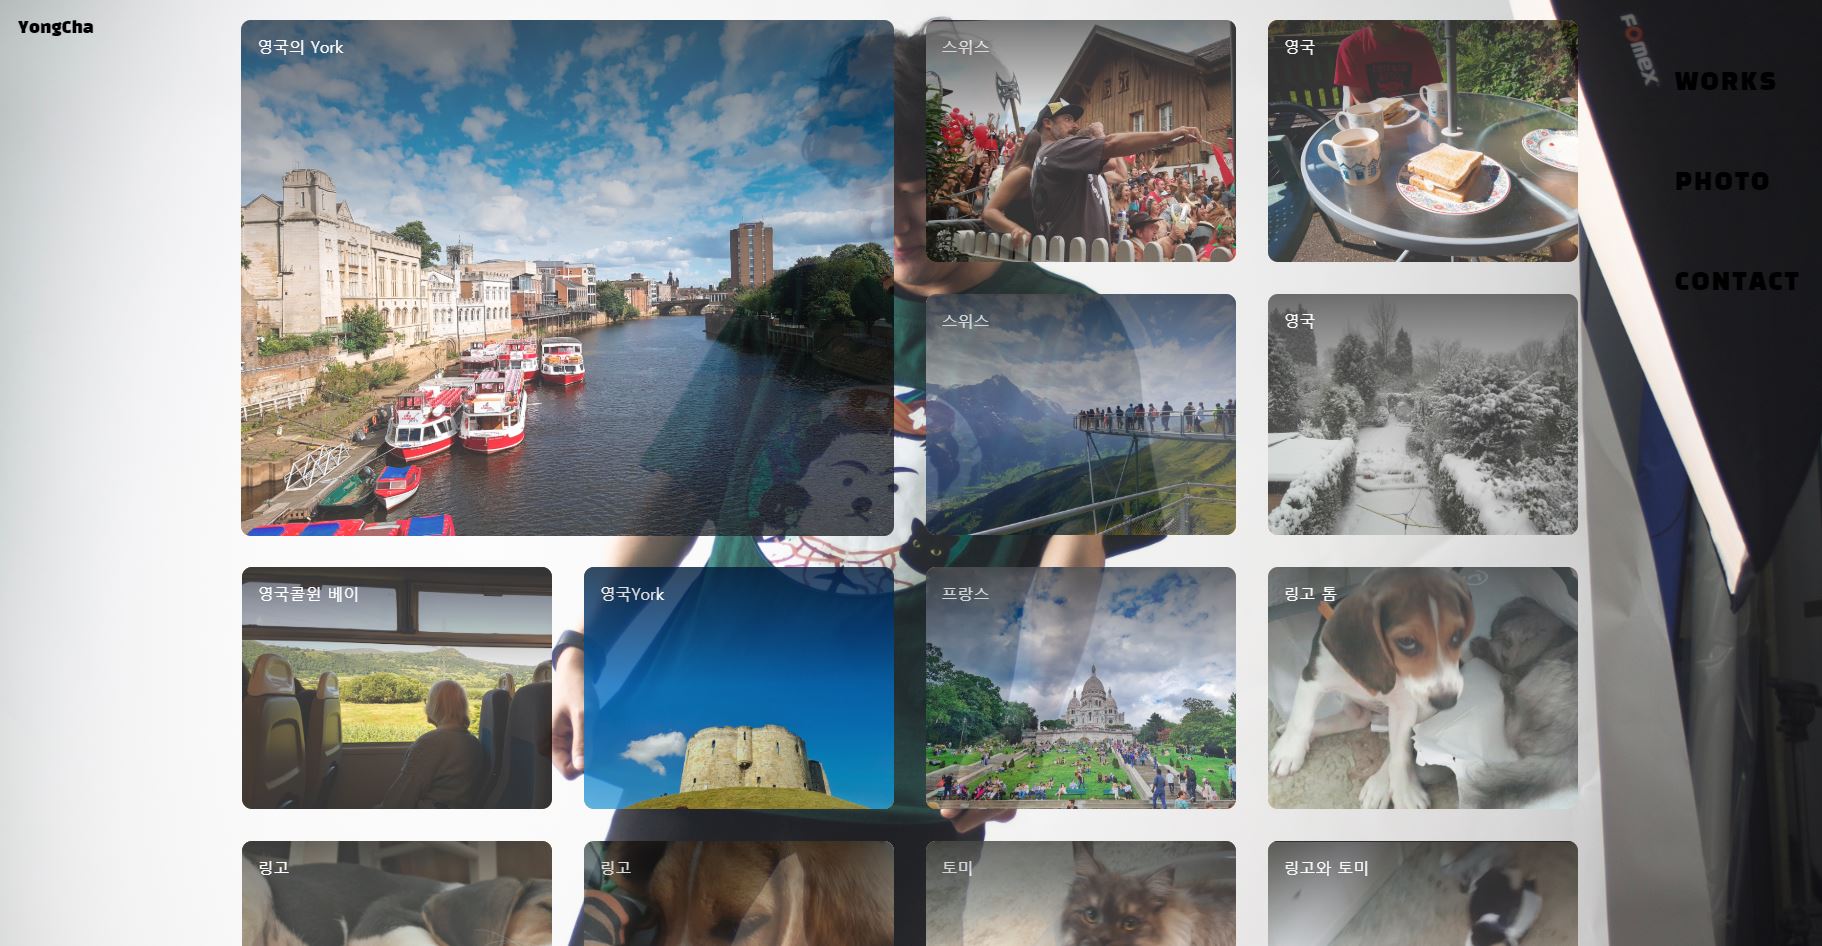 YongCha
영국의 York
스위스
영국
FOmex
WORKS
PHOTO
CONTACT
스위스
영국
영국콜윈 베이
영국York
프랑스
링고 톰
링고
링고
토미
링고와 토미